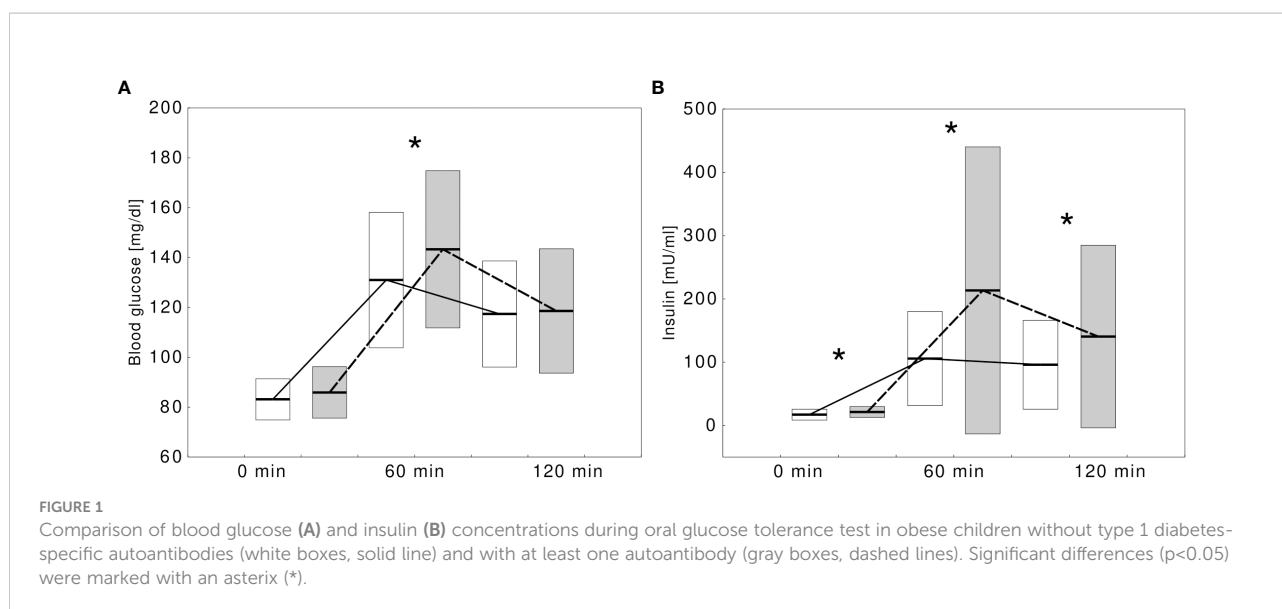 A
B
200
180
160
140
120
100
80
60
Blood glucose [mg/dl]
*
0 min 60 min 120 min
500
400
300
200
100
0
Insulin [mU/ml]
*
*
*
0 min 60 min 120 min
FIGURE 1
Comparison of blood glucose (A) and insulin (B) concentrations during oral glucose tolerance test in obese children without type 1 diabetes-
specific autoantibodies (white boxes, solid line) and with at least one autoantibody (gray boxes, dashed lines). Significant differences (p<0.05)
were marked with an asterix (*).